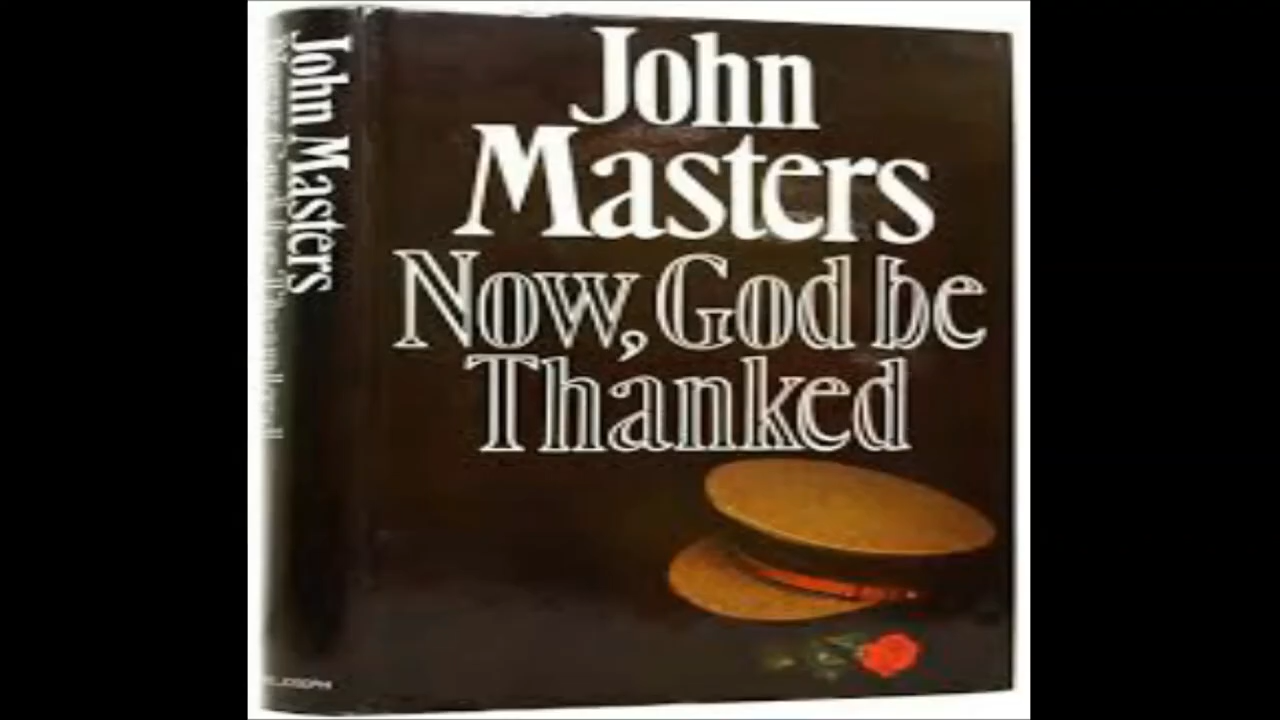 John
Masters
Now, God be
Thanked
John Masters